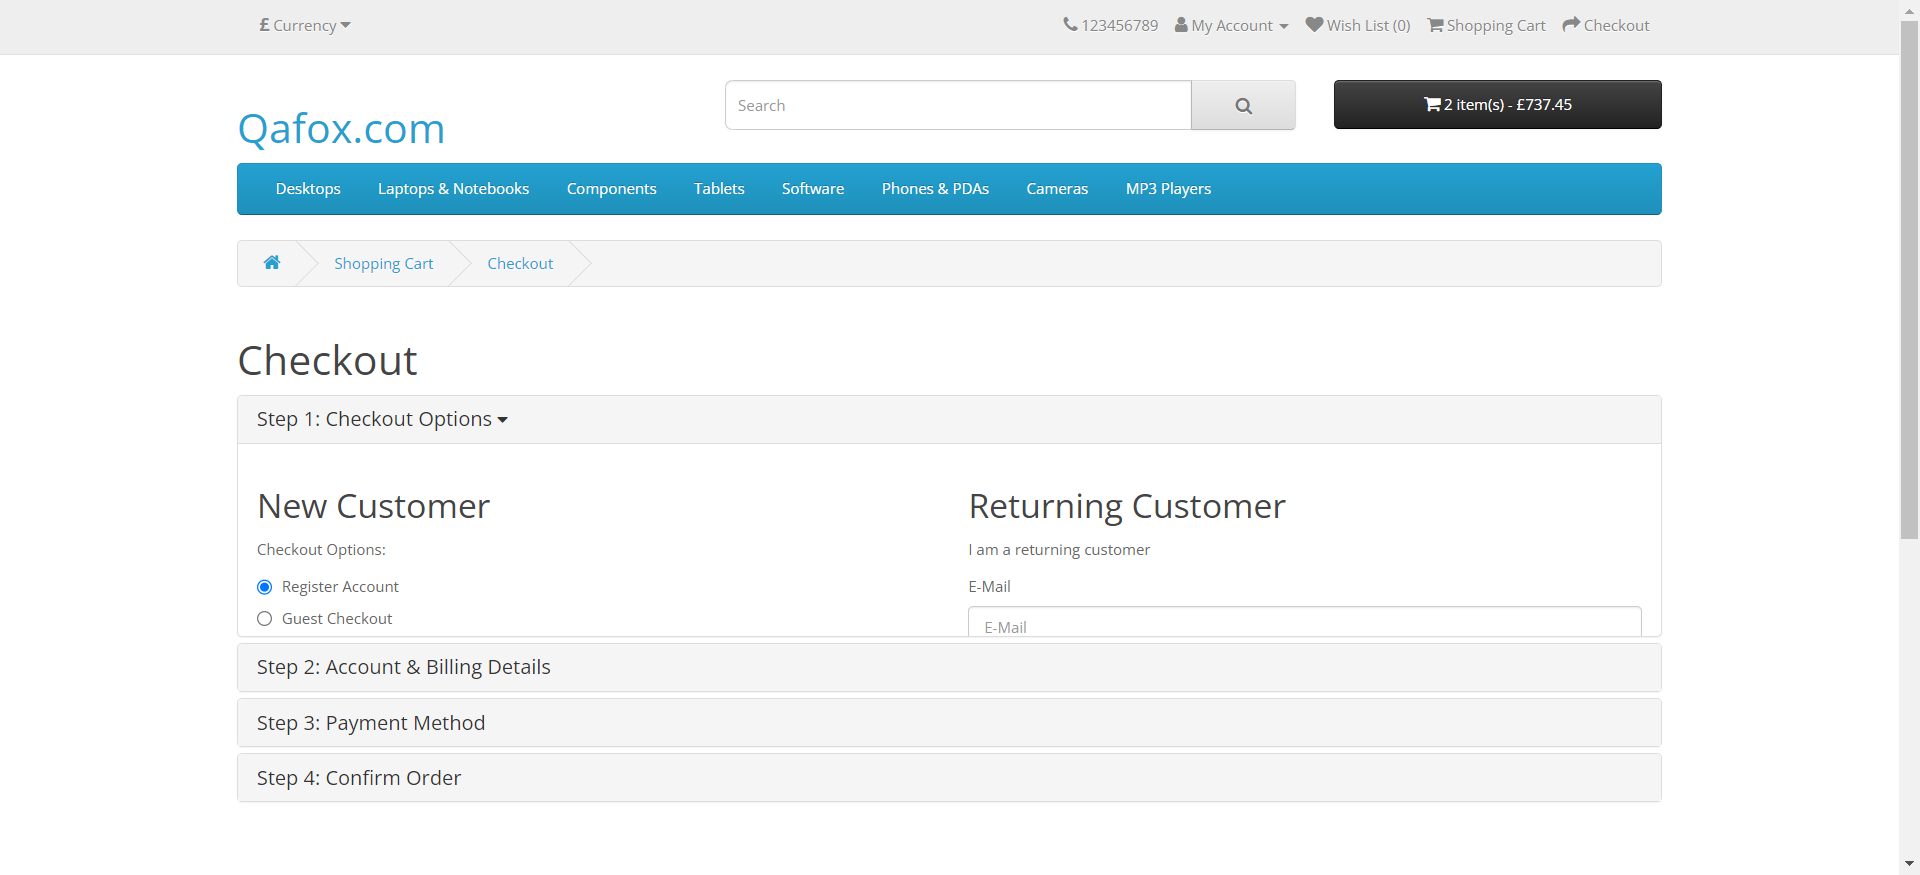 £ Currency
123456789 My Account Wish List (0) Shopping Cart Checkout
Search
2 item(s) - £737.45
Qafox.com
Desktops Laptops & Notebooks Components Tablets Software Phones & PDAs Cameras MP3 Players
Shopping Cart Checkout
Checkout
Step 1: Checkout Options
New Customer
Checkout Options:
Register Account
Guest Checkout
Returning Customer
I am a returning customer
E-Mail
E-Mail
Step 2: Account & Billing Details
Step 3: Payment Method
Step 4: Confirm Order